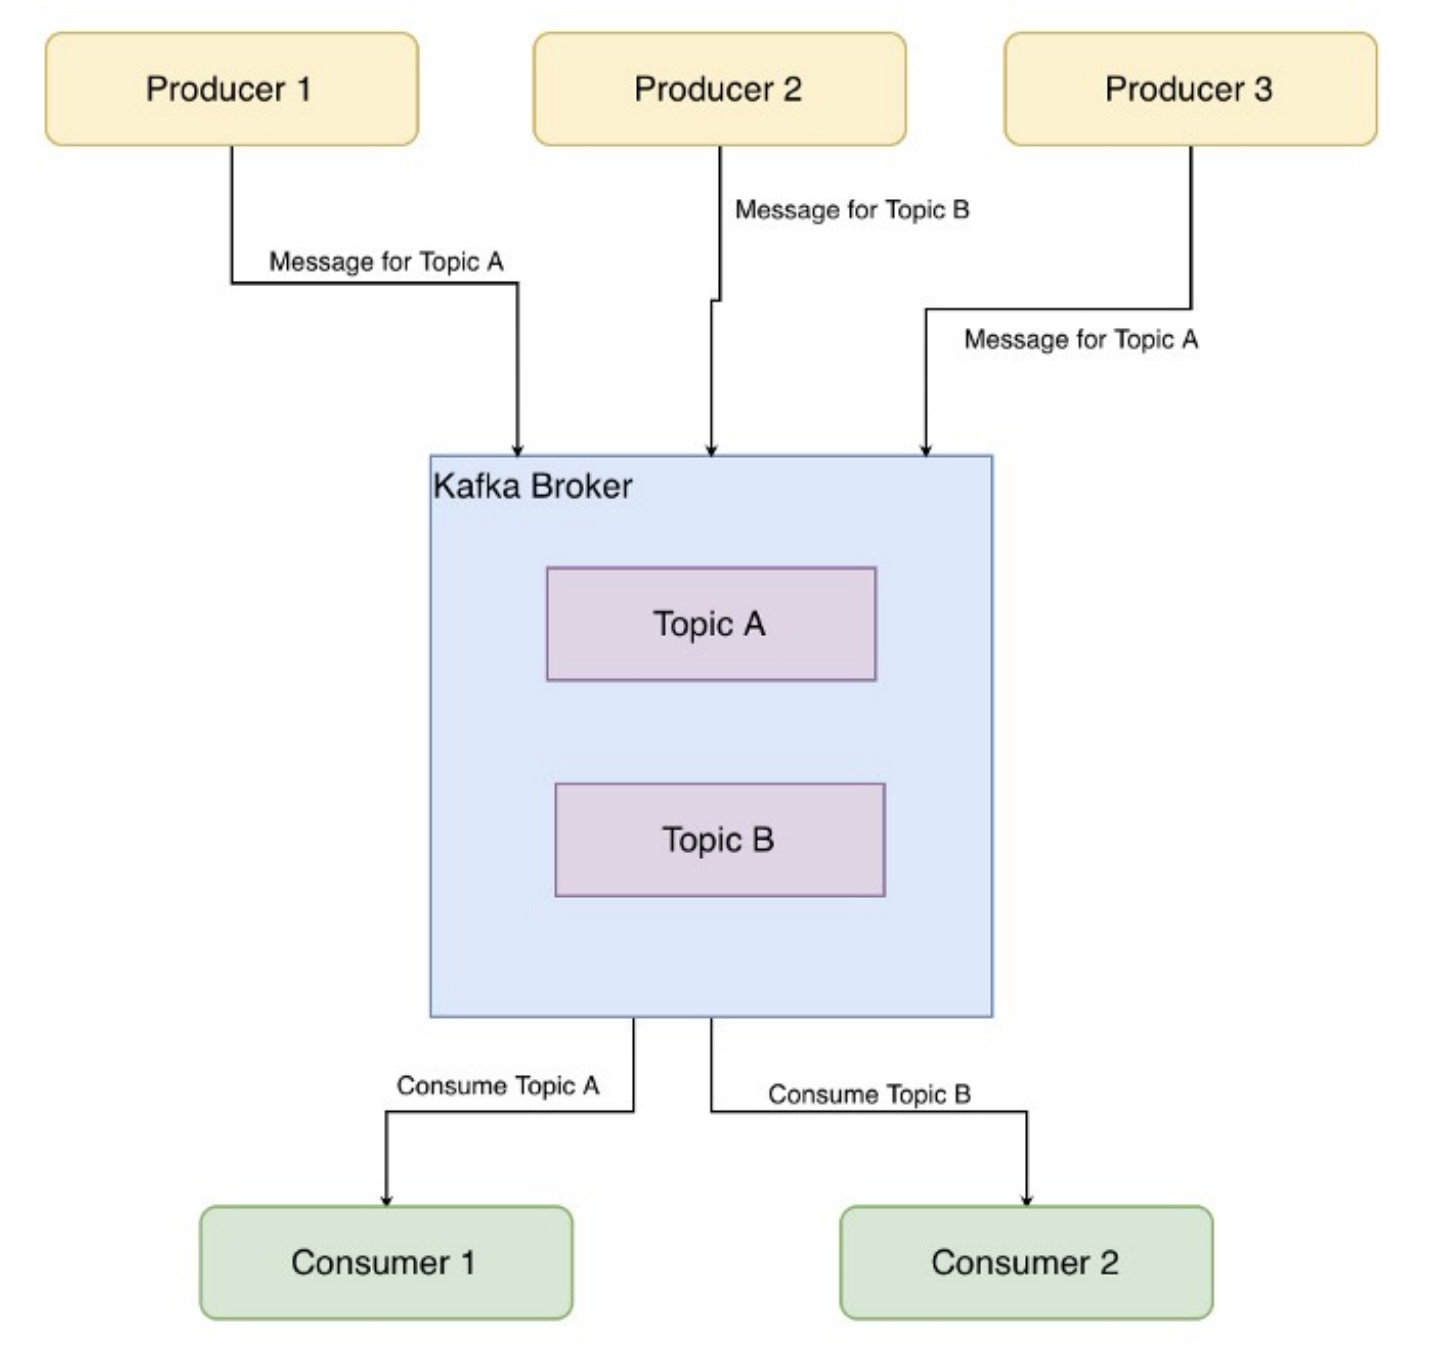 Producer 1
Producer 2
Producer 3
Message for Topic B
Message for Topic A
Message for Topic A
Kafka Broker
Topic A
Topic B
Consume Topic A
Consume Topic B
Consumer 1
Consumer 2